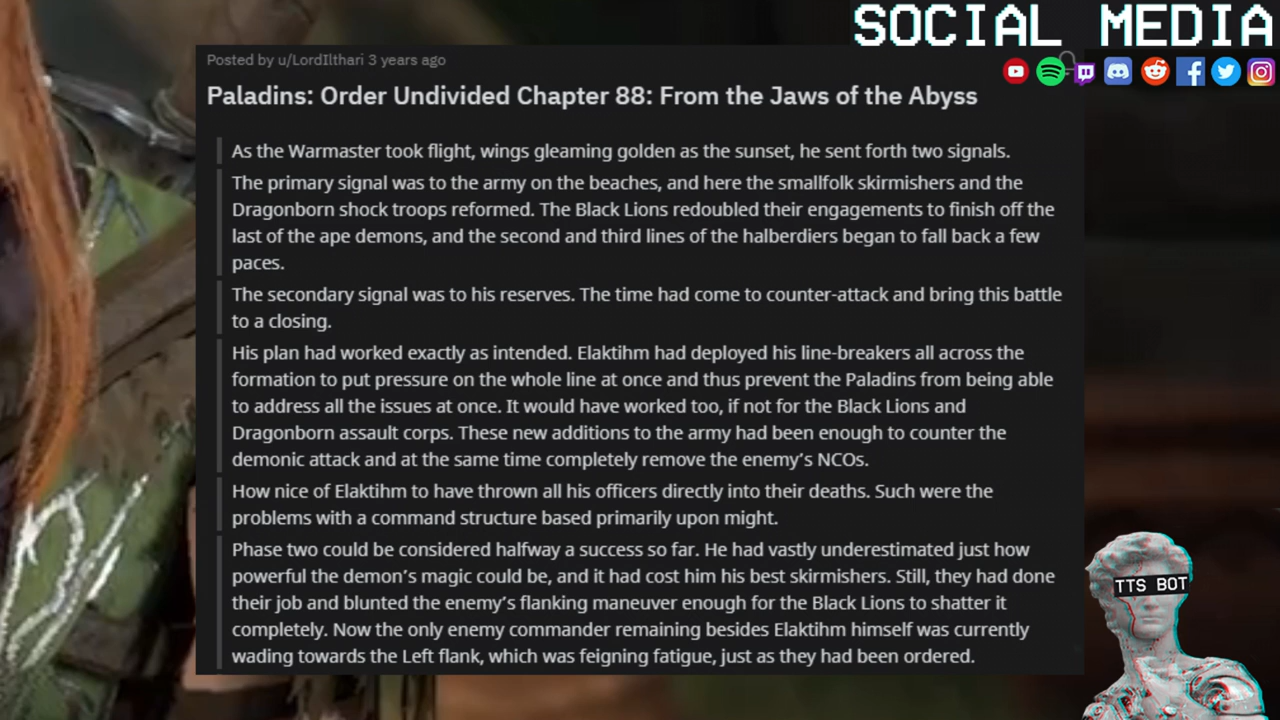 SOCIAL MEDIA
Posted by u/LordIlthari 3 years ago
Paladins: Order Undivided Chapter 88: From the Jaws of the Abyss
As the Warmaster took flight, wings gleaming golden as the sunset, he sent forth two signals.
The primary signal was to the army on the beaches, and here the smallfolk skirmishers and the
Dragonborn shock troops reformed. The Black Lions redoubled their engagements to finish off the
last of the ape demons, and the second and third lines of the halberdiers began to fall back a few
paces.
The secondary signal was to his reserves. The time had come to counter-attack and bring this battle
to a closing.
His plan had worked exactly as intended. Elaktihm had deployed his line-breakers all across the
formation to put pressure on the whole line at once and thus prevent the Paladins from being able
to address all the issues at once. It would have worked too, if not for the Black Lions and
Dragonborn assault corps. These new additions to the army had been enough to counter the
demonic attack and at the same time completely remove the enemy’s NCOs.
How nice of Elaktihm to have thrown all his officers directly into their deaths. Such were the
problems with a command structure based primarily upon might.
Phase two could be considered halfway a success so far. He had vastly underestimated just how
powerful the demon’s magic could be, and it had cost him his best skirmishers. Still, they had done
their job and blunted the enemy’s flanking maneuver enough for the Black Lions to shatter it
completely. Now the only enemy commander remaining besides Elaktihm himself was currently
wading towards the Left flank, which was feigning fatigue, just as they had been ordered.
TTS BOT